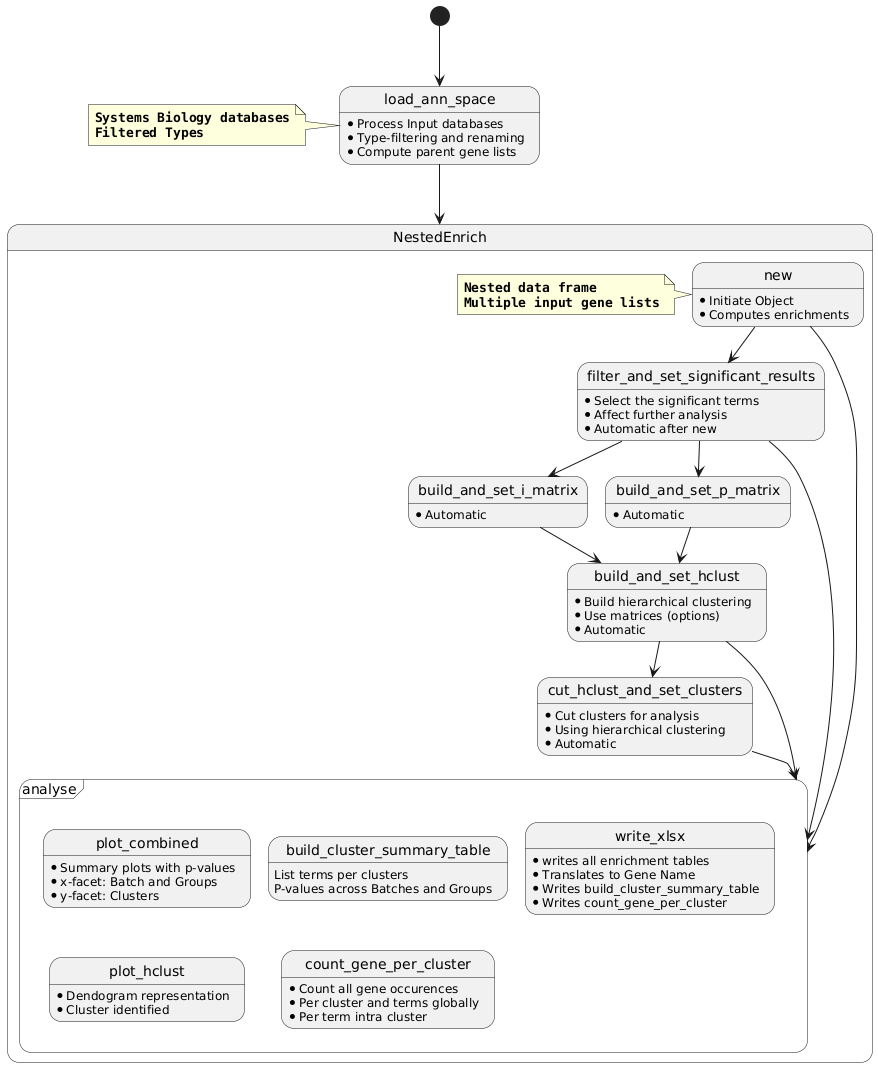 load_ann_space
Systems Biology databases
Filtered Types
• Process Input databases
• Type-filtering and renaming
• Compute parent gene lists
NestedEnrich
new
Nested data frame
Multiple input gene lists
• Initiate Object
• Computes enrichments
filter_and_set_significant_results
• Select the significant terms
• Affect further analysis
• Automatic after new
build_and_set_i_matrix
• Automatic
build_and_set_p_matrix
• Automatic
build_and_set_hclust
• Build hierarchical clustering
• Use matrices (options)
• Automatic
cut_hclust_and_set_clusters
• Cut clusters for analysis
• Using hierarchical clustering
• Automatic
analyse
plot_combined
• Summary plots with p-values
• x-facet: Batch and Groups
• y-facet: Clusters
build_cluster_summary_table
List terms per clusters
P-values across Batches and Groups
write_xlsx
• writes all enrichment tables
• Translates to Gene Name
• Writes build_cluster_summary_table
• Writes count_gene_per_cluster
plot_hclust
• Dendogram representation
• Cluster identified
count_gene_per_cluster
• Count all gene occurences
• Per cluster and terms globally
• Per term intra cluster